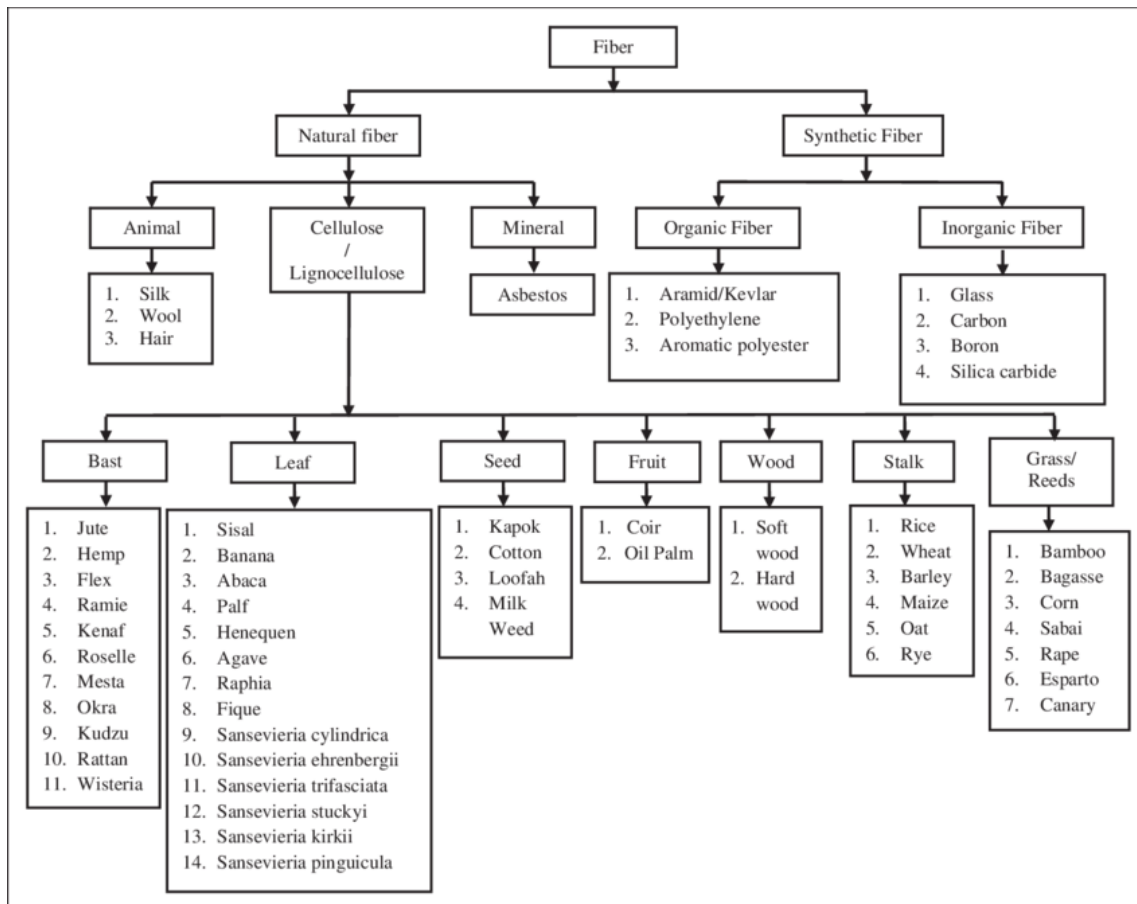 Fiber
Natural fiber
Synthetic Fiber
Animal
Cellulose
/
Lignocellulose
Mineral
Organic Fiber
Inorganic Fiber
1. Silk
2. Wool
3. Hair
Asbestos
1. Aramid/Kevlar
2. Polyethylene
3. Aromatic polyester
1. Glass
2. Carbon
3. Boron
4. Silica carbide
Bast
Leaf
Seed
Fruit
Wood
Stalk
Grass/
Reeds
1. Jute
2. Hemp
3. Flex
4. Ramie
5. Kenaf
6. Roselle
7. Mesta
8. Okra
9. Kudzu
10. Rattan
11. Wisteria
1. Sisal
2. Banana
3. Abaca
4. Palf
5. Henequen
6. Agave
7. Raphia
8. Fique
9. Sansevieria cylindrica
10. Sansevieria ehrenbergii
11. Sansevieria trifasciata
12. Sansevieria stuckyi
13. Sansevieria kirkii
14. Sansevieria pinguicula
1. Kapok
2. Cotton
3. Loofah
4. Milk
Weed
1. Coir
2. Oil Palm
1. Soft
wood
2. Hard
wood
1. Rice
2. Wheat
3. Barley
4. Maize
5. Oat
6. Rye
1. Bamboo
2. Bagasse
3. Corn
4. Sabai
5. Rape
6. Esparto
7. Canary